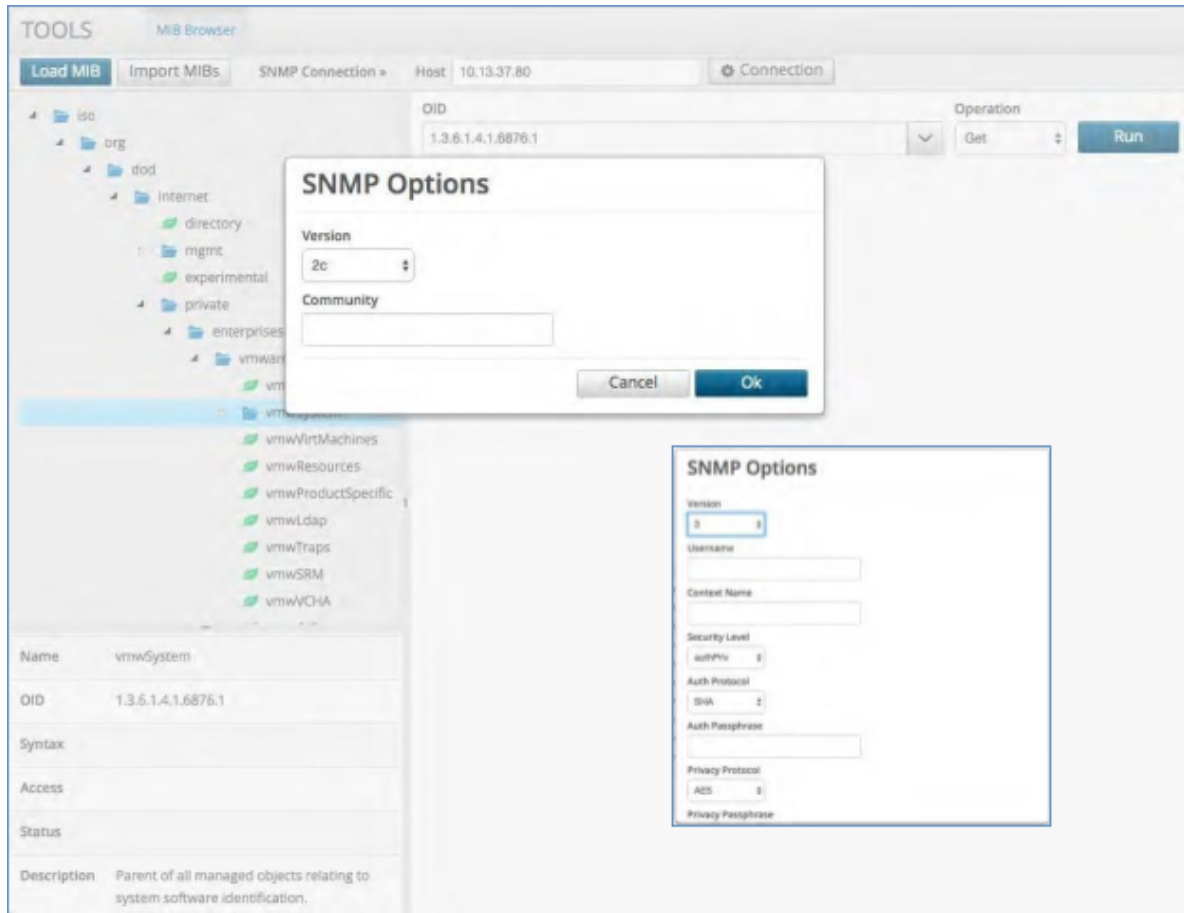 TOOLS MIB Browser
Load MIB Import MIBs SNMP Connection » Host 10.13.37.80 Connection
iso
org
dod
internet
directory
mgmt
experimental
private
enterprises
vmwar
vm
vmwSystem
vmwVirtMachines
vmwResources
vmwProductSpecific
vmwLdap
vmwTraps
vmwSRM
vmwVCHA
OID Operation
1.3.6.1.4.1.6876.1 Get Run
SNMP Options
Version
2c
Community
Cancel Ok
SNMP Options
Version
3
Username
Context Name
Security Level
authPriv
Auth Protocol
SHA
Auth Passphrase
Privacy Protocol
AES
Privacy Passphrase
Name vmwSystem
OID 1.3.6.1.4.1.6876.1
Syntax
Access
Status
Description Parent of all managed objects relating to
system software identification.